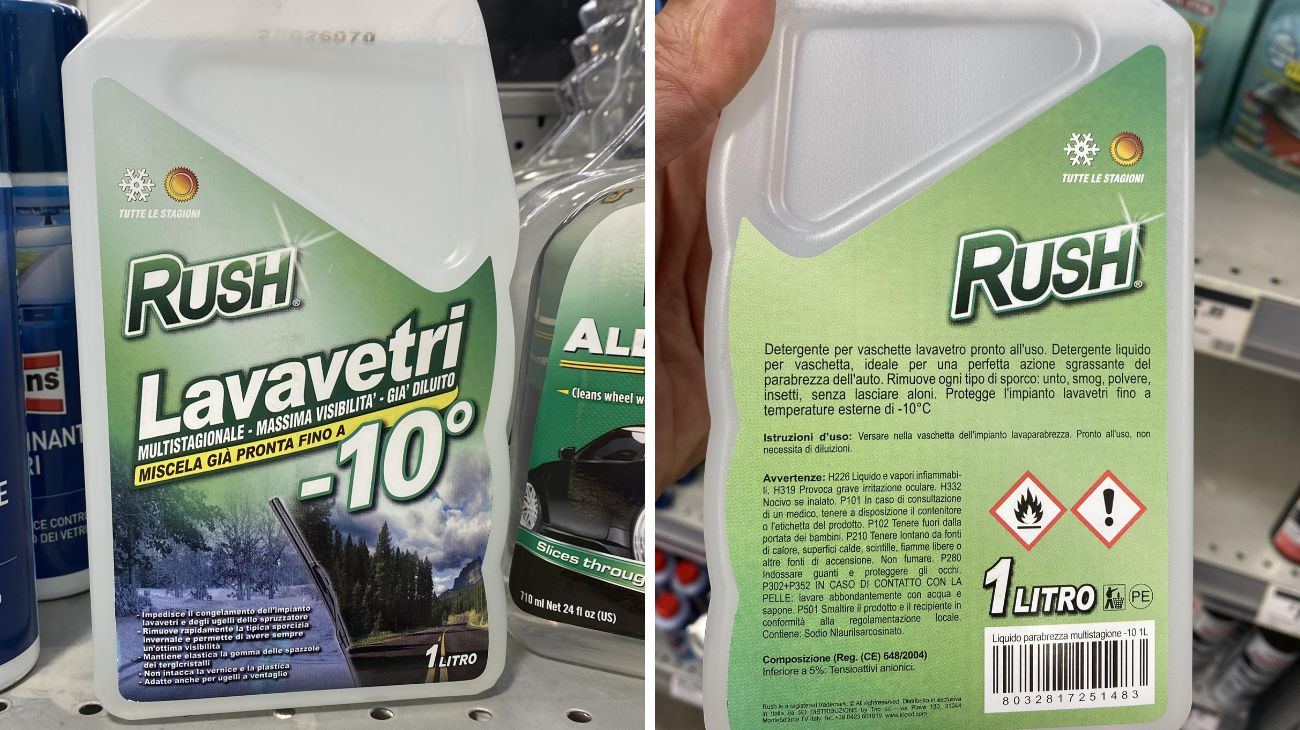 TUTTE LE STAGIONI
RUSH®
Lavavetri
MULTISTAGIONALE - MASSIMA VISIBILITA' - GIA' DILUITO
MISCELA GIÀ PRONTA FINO A
-10°
- Impedisce il congelamento dell'impianto
lavavetri e degli ugelli dello spruzzatore
- Rimuove rapidamente la tipica sporcizia
invernale e permette di avere sempre
un'ottima visibilità
- Mantiene elastica la gomma delle spazzole
dei tergicristalli
- Non intacca la vernice e la plastica
- Adatto anche per ugelli a ventaglio
1 LITRO
ALL
Cleans wheel
Slices throug
710 ml Net 24 fl oz (US)
TUTTE LE STAGIONI
RUSH®
Detergente per vaschette lavavetro pronto all'uso. Detergente liquido
per vaschetta, ideale per una perfetta azione sgrassante del
parabrezza dell'auto. Rimuove ogni tipo di sporco: unto, smog, polvere,
insetti, senza lasciare aloni. Protegge l'impianto lavavetri fino a
temperature esterne di -10°C
Istruzioni d'uso: Versare nella vaschetta dell'impianto lavaparabrezza. Pronto all'uso, non
necessita di diluizioni.
Avvertenze: H226 Liquido e vapori infiammabi-
li. H319 Provoca grave irritazione oculare. H332
Nocivo se inalato. P101 In caso di consultazione
di un medico, tenere a disposizione il contenitore
o l'etichetta del prodotto. P102 Tenere fuori dalla
portata dei bambini. P210 Tenere lontano da fonti
di calore, superfici calde, scintille, fiamme libere o
altre fonti di accensione. Non fumare. P280
Indossare guanti e proteggere gli occhi.
P302+P352 IN CASO DI CONTATTO CON LA
PELLE: lavare abbondantemente con acqua e
sapone. P501 Smaltire il prodotto e il recipiente in
conformità alla regolamentazione locale.
Contiene: Sodio Nlaurilsarcosinato.
1 LITRO
PE
Liquido parabrezza multistagione -10 1L
8032817251483
Composizione (Reg. (CE) 648/2004)
Inferiore a 5%: Tensioattivi anionici.
Rush is a registered trademark. © All rights reserved. Distribuito in esclusiva